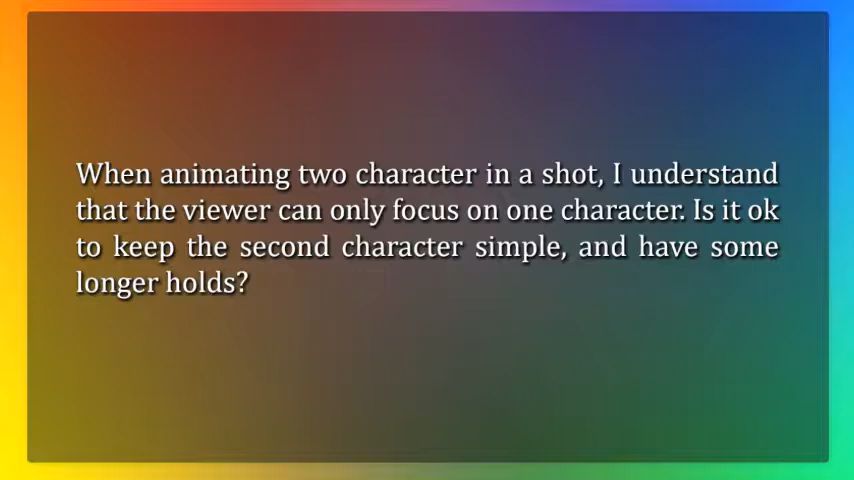 When animating two character in a shot, I understand
that the viewer can only focus on one character. Is it ok
to keep the second character simple, and have some
longer holds?